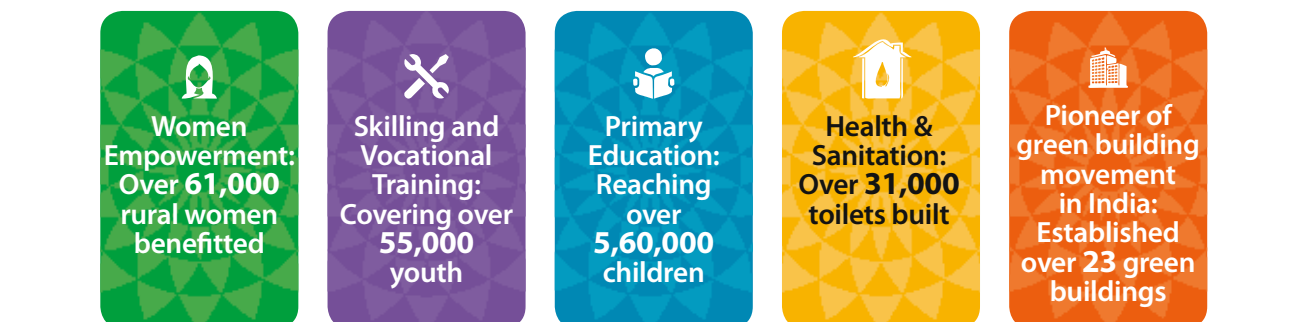 Women
Empowerment:
Over 61,000
rural women
benefitted
Skilling and
Vocational
Training:
Covering over
55,000
youth
Primary
Education:
Reaching
over
5,60,000
children
Health &
Sanitation:
Over 31,000
toilets built
Pioneer of
green building
movement
in India:
Established
over 23 green
buildings